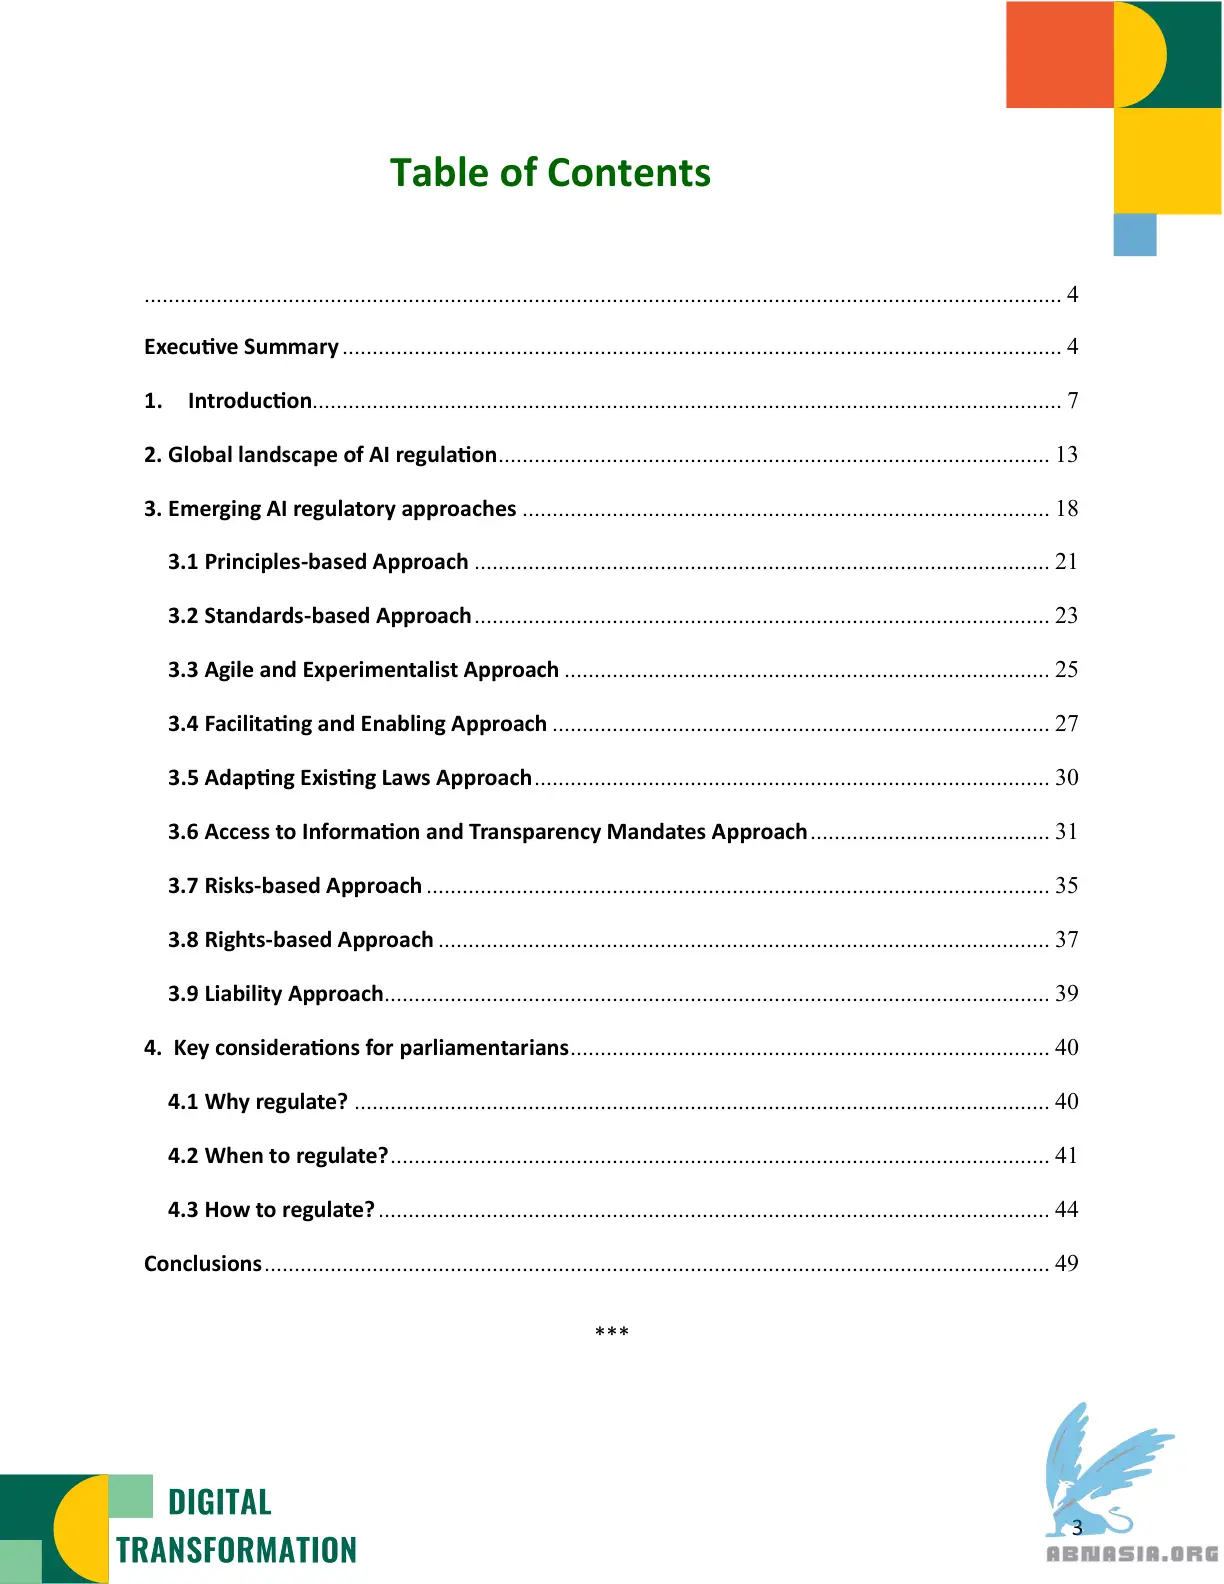 Table of Contents
........................................................................................................................................................ 4
Executive Summary ........................................................................................................................ 4
1. Introduction............................................................................................................................. 7
2. Global landscape of AI regulation............................................................................................ 13
3. Emerging AI regulatory approaches ........................................................................................ 18
3.1 Principles-based Approach ................................................................................................ 21
3.2 Standards-based Approach................................................................................................ 23
3.3 Agile and Experimentalist Approach ................................................................................. 25
3.4 Facilitating and Enabling Approach ................................................................................... 27
3.5 Adapting Existing Laws Approach...................................................................................... 30
3.6 Access to Information and Transparency Mandates Approach........................................ 31
3.7 Risks-based Approach ........................................................................................................ 35
3.8 Rights-based Approach ...................................................................................................... 37
3.9 Liability Approach............................................................................................................... 39
4. Key considerations for parliamentarians................................................................................ 40
4.1 Why regulate? .................................................................................................................... 40
4.2 When to regulate?.............................................................................................................. 41
4.3 How to regulate? ................................................................................................................ 44
Conclusions................................................................................................................................... 49
***
DIGITAL
TRANSFORMATION
3
ABNASIA.ORG